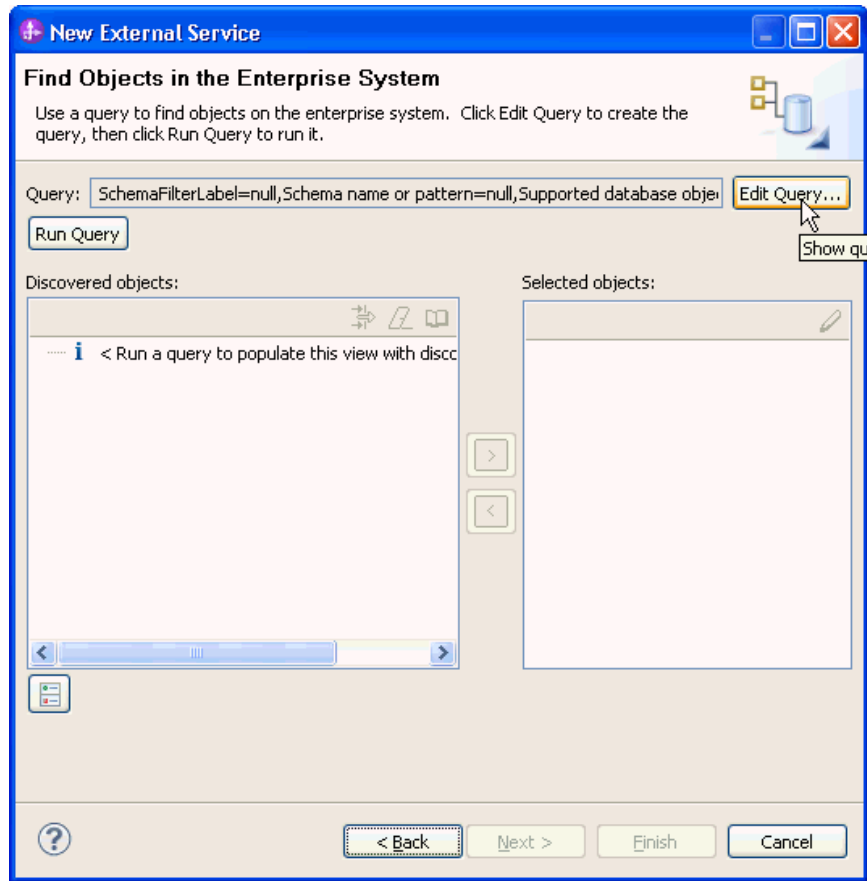 New External Service
Find Objects in the Enterprise System
Use a query to find objects on the enterprise system. Click Edit Query to create the
query, then click Run Query to run it.
Query: SchemaFilterLabel=null,Schema name or pattern=null,Supported database obje Edit Query...
Run Query
Show qu
Discovered objects: Selected objects:
< Run a query to populate this view with disc
< Back Next > Finish Cancel